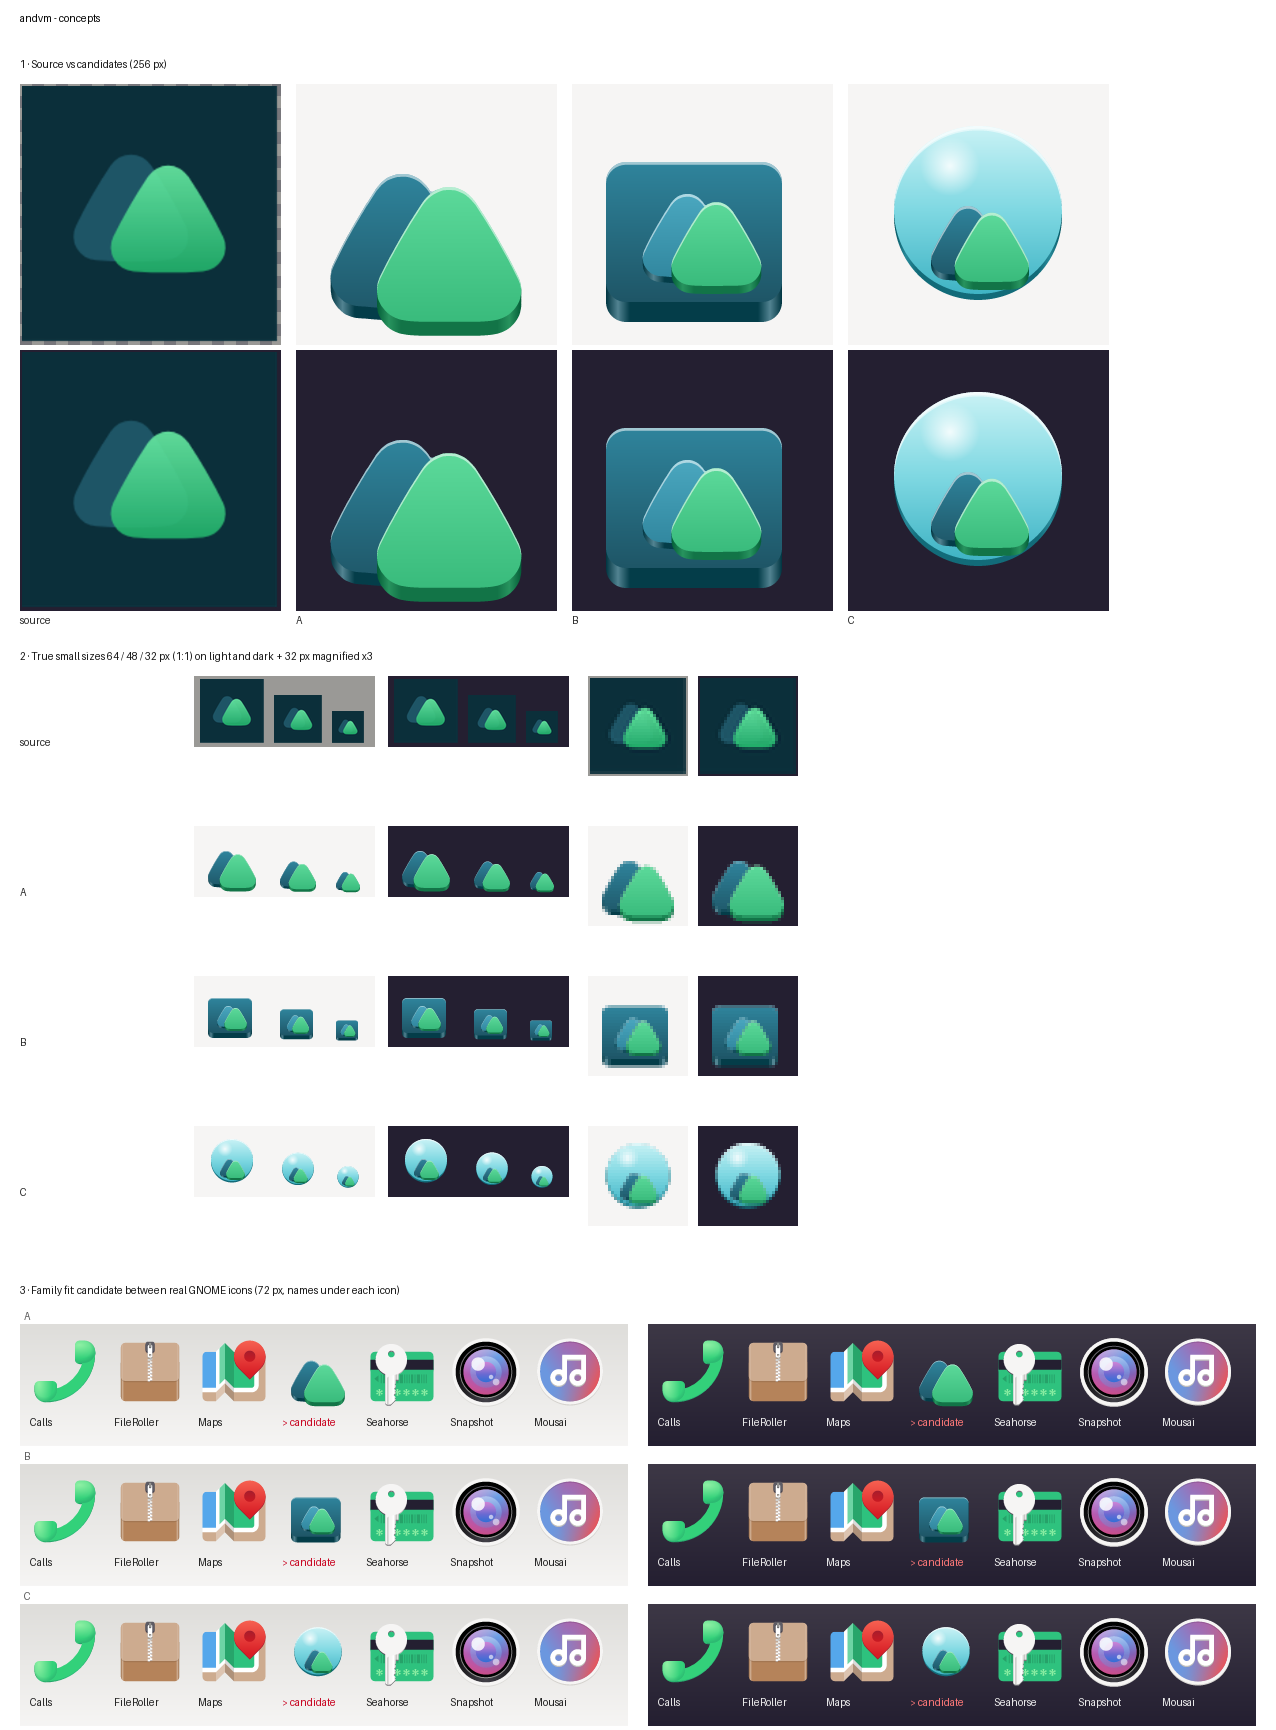 andvm - concepts
1 · Source vs candidates (256 px)
source
A
B
C
2 · True small sizes 64 / 48 / 32 px (1:1) on light and dark + 32 px magnified x3
source
A
B
C
3 · Family fit: candidate between real GNOME icons (72 px, names under each icon)
A
Calls FileRoller Maps > candidate Seahorse Snapshot Mousai
Calls FileRoller Maps > candidate Seahorse Snapshot Mousai
B
Calls FileRoller Maps > candidate Seahorse Snapshot Mousai
Calls FileRoller Maps > candidate Seahorse Snapshot Mousai
C
Calls FileRoller Maps > candidate Seahorse Snapshot Mousai
Calls FileRoller Maps > candidate Seahorse Snapshot Mousai